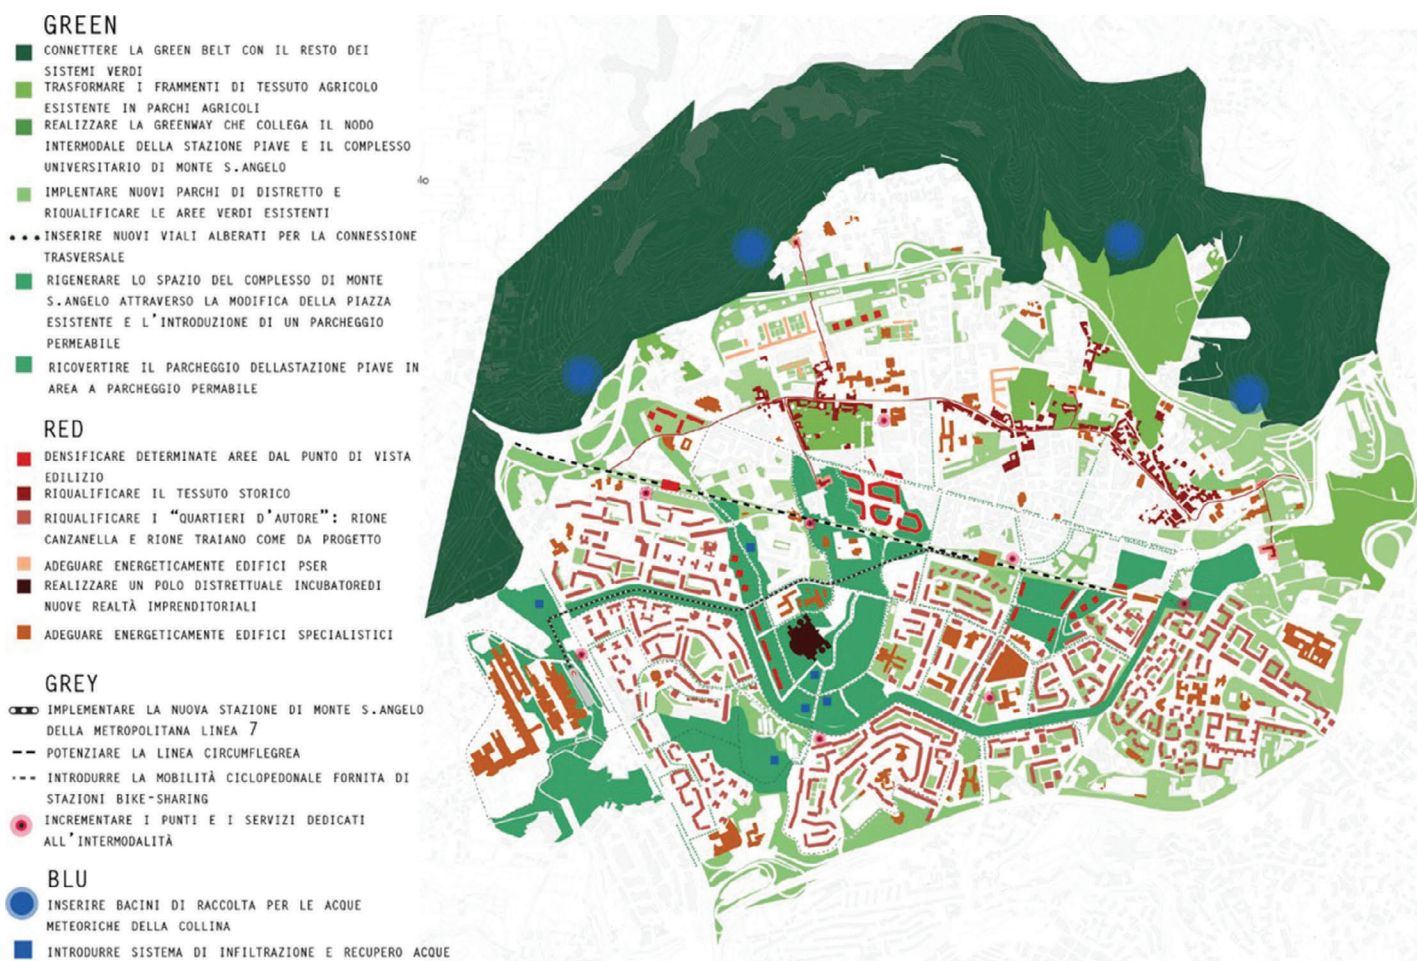 GREEN
CONNETTERE LA GREEN BELT CON IL RESTO DEI
SISTEMI VERDI
TRASFORMARE I FRAMMENTI DI TESSUTO AGRICOLO
ESISTENTE IN PARCHI AGRICOLI
REALIZZARE LA GREENWAY CHE COLLEGA IL NODO
INTERMODALE DELLA STAZIONE PIAVE E IL COMPLESSO
UNIVERSITARIO DI MONTE S.ANGELO
IMPLENTARE NUOVI PARCHI DI DISTRETTO E
RIQUALIFICARE LE AREE VERDI ESISTENTI
INSERIRE NUOVI VIALI ALBERATI PER LA CONNESSIONE
TRASVERSALE
RIGENERARE LO SPAZIO DEL COMPLESSO DI MONTE
S.ANGELO ATTRAVERSO LA MODIFICA DELLA PIAZZA
ESISTENTE E L'INTRODUZIONE DI UN PARCHEGGIO
PERMEABILE
RICOVERTIRE IL PARCHEGGIO DELLASTAZIONE PIAVE IN
AREA A PARCHEGGIO PERMABILE
RED
DENSIFICARE DETERMINATE AREE DAL PUNTO DI VISTA
EDILIZIO
RIQUALIFICARE IL TESSUTO STORICO
RIQUALIFICARE I "QUARTIERI D'AUTORE": RIONE
CANZANELLA E RIONE TRAIANO COME DA PROGETTO
ADEGUARE ENERGETICAMENTE EDIFICI PSER
REALIZZARE UN POLO DISTRETTUALE INCUBATOREDI
NUOVE REALTÀ IMPRENDITORIALI
ADEGUARE ENERGETICAMENTE EDIFICI SPECIALISTICI
GREY
IMPLEMENTARE LA NUOVA STAZIONE DI MONTE S.ANGELO
DELLA METROPOLITANA LINEA 7
POTENZIARE LA LINEA CIRCUMFLEGREA
INTRODURRE LA MOBILITÀ CICLOPEDONALE FORNITA DI
STAZIONI BIKE-SHARING
INCREMENTARE I PUNTI E I SERVIZI DEDICATI
ALL'INTERMODALITÀ
BLU
INSERIRE BACINI DI RACCOLTA PER LE ACQUE
METEORICHE DELLA COLLINA
INTRODURRE SISTEMA DI INFILTRAZIONE E RECUPERO ACQUE